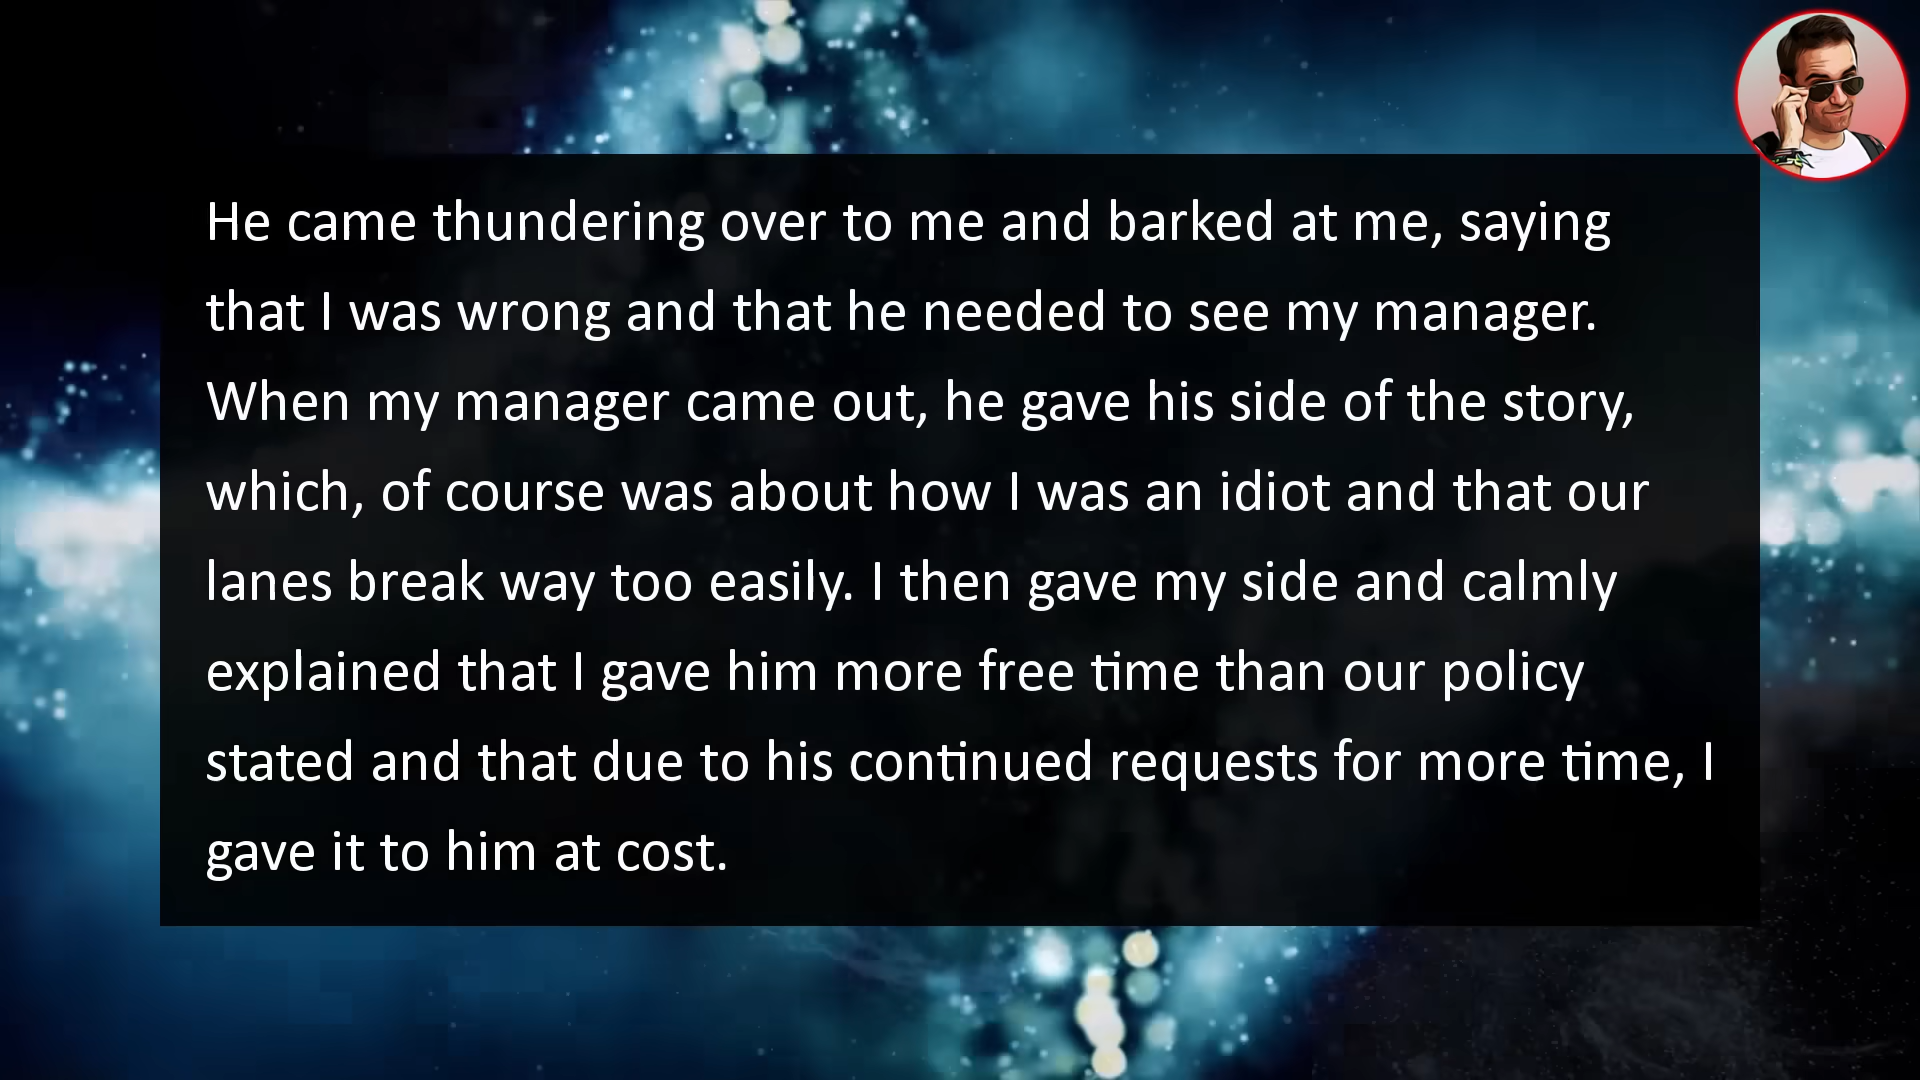 He came thundering over to me and barked at me, saying
that I was wrong and that he needed to see my manager.
When my manager came out, he gave his side of the story,
which, of course was about how I was an idiot and that our
lanes break way too easily. I then gave my side and calmly
explained that I gave him more free time than our policy
stated and that due to his continued requests for more time, I
gave it to him at cost.